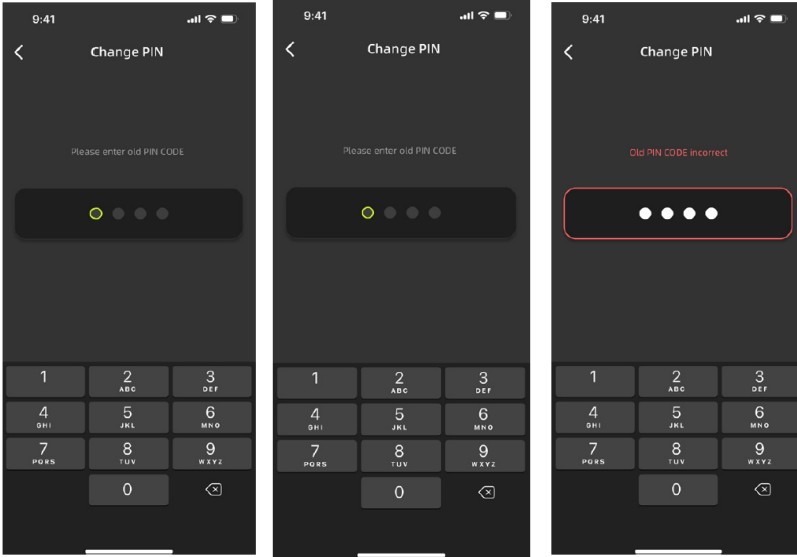 9:41
Change PIN
Please enter old PIN CODE
1
2
ABC
3
DEF
4
GHI
5
JKL
6
MNO
7
PQRS
8
TUV
9
WXYZ
0
9:41
Change PIN
Please enter old PIN CODE
1
2
ABC
3
DEF
4
GHI
5
JKL
6
MNO
7
PQRS
8
TUV
9
WXYZ
0
9:41
Change PIN
Old PIN CODE incorrect
1
2
ABC
3
DEF
4
GHI
5
JKL
6
MNO
7
PQRS
8
TUV
9
WXYZ
0